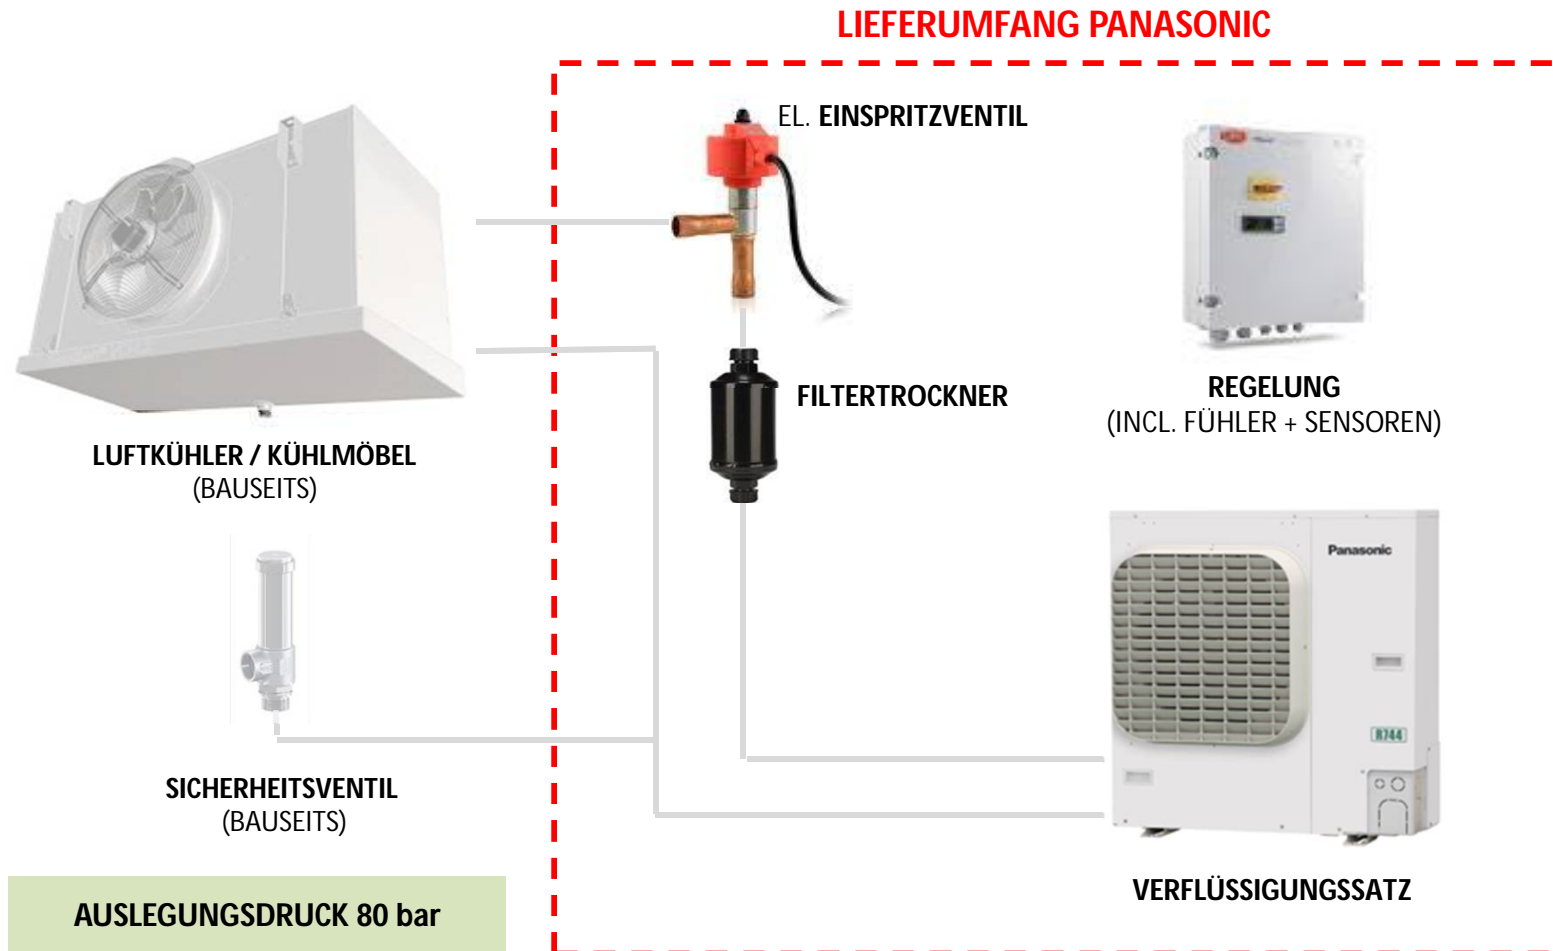 LIEFERUMFANG PANASONIC
EL. EINSPRITZVENTIL
FILTERTROCKNER
REGELUNG
(INCL. FÜHLER + SENSOREN)
LUFTKÜHLER / KÜHLMÖBEL
(BAUSEITS)
Panasonic
R744
SICHERHEITSVENTIL
(BAUSEITS)
VERFLÜSSIGUNGSSATZ
AUSLEGUNGSDRUCK 80 bar